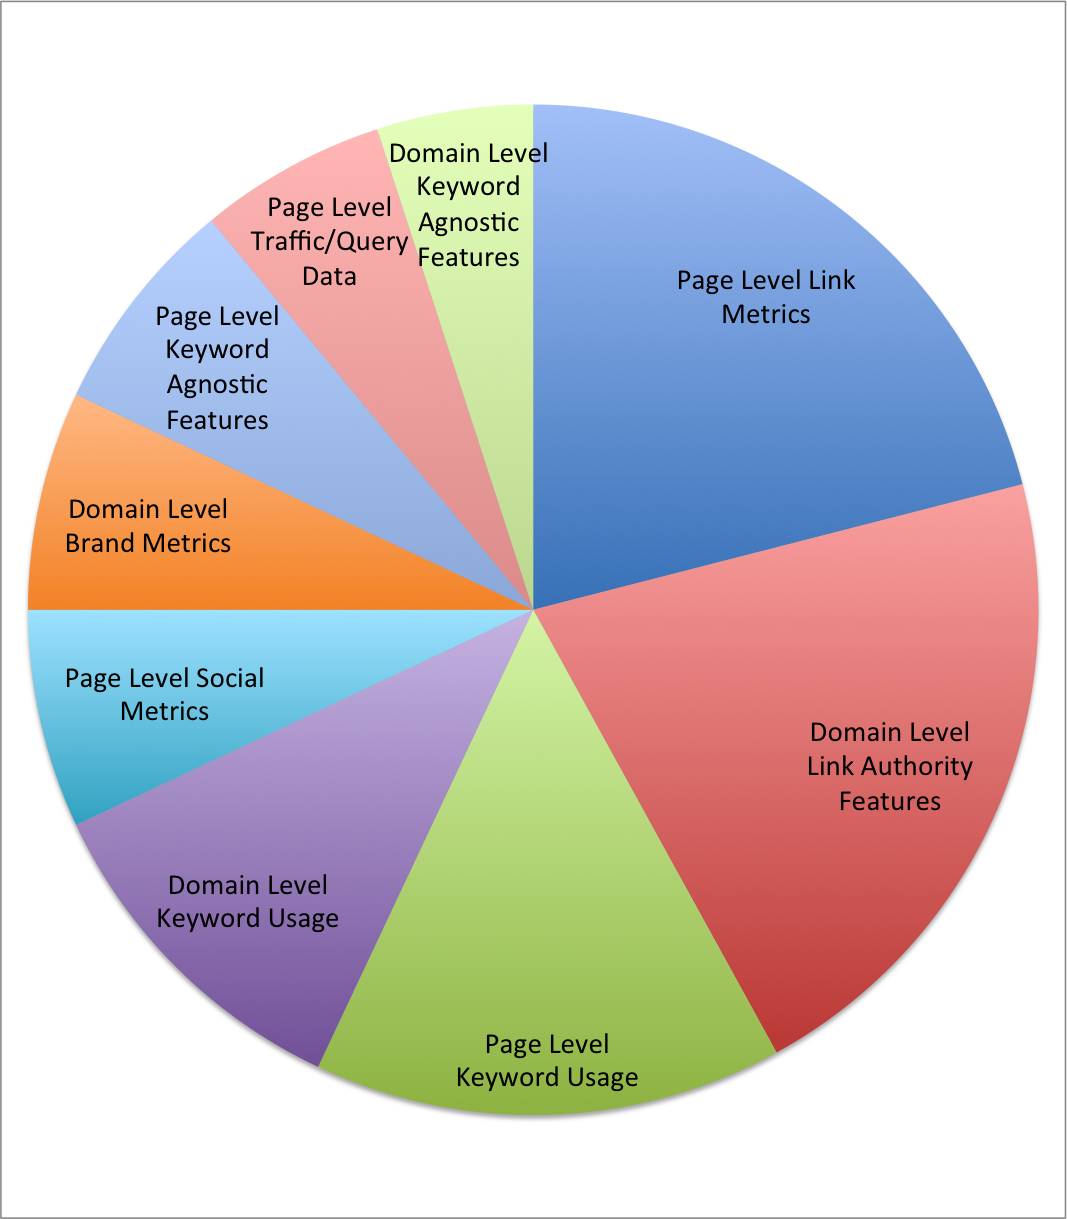 Domain Level
Keyword
Agnostic
Features
Page Level Link
Metrics
Page Level
Traffic/Query
Data
Page Level
Keyword
Agnostic
Features
Domain Level
Brand Metrics
Page Level Social
Metrics
Domain Level
Link Authority
Features
Domain Level
Keyword Usage
Page Level
Keyword Usage